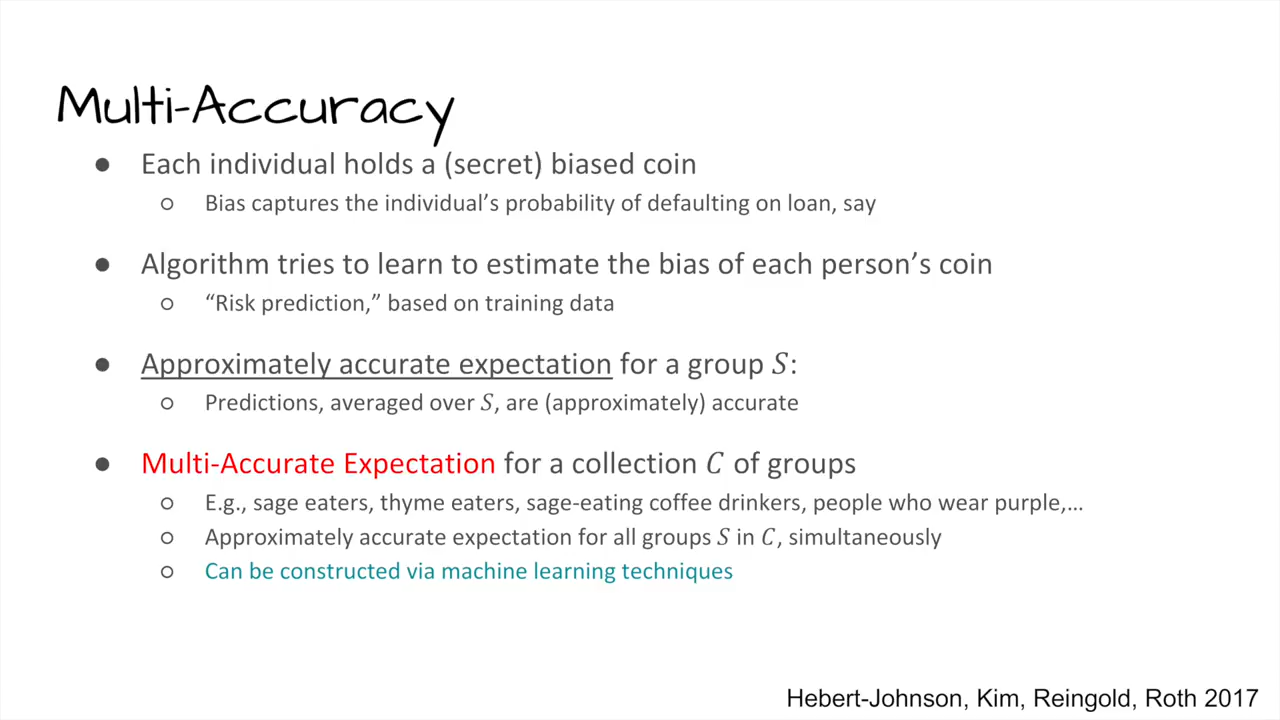 Multi-Accuracy
● Each individual holds a (secret) biased coin
○ Bias captures the individual’s probability of defaulting on loan, say
● Algorithm tries to learn to estimate the bias of each person’s coin
○ “Risk prediction,” based on training data
● Approximately accurate expectation for a group S:
○ Predictions, averaged over S, are (approximately) accurate
● Multi-Accurate Expectation for a collection C of groups
○ E.g., sage eaters, thyme eaters, sage-eating coffee drinkers, people who wear purple,…
○ Approximately accurate expectation for all groups S in C, simultaneously
○ Can be constructed via machine learning techniques
Hebert-Johnson, Kim, Reingold, Roth 2017